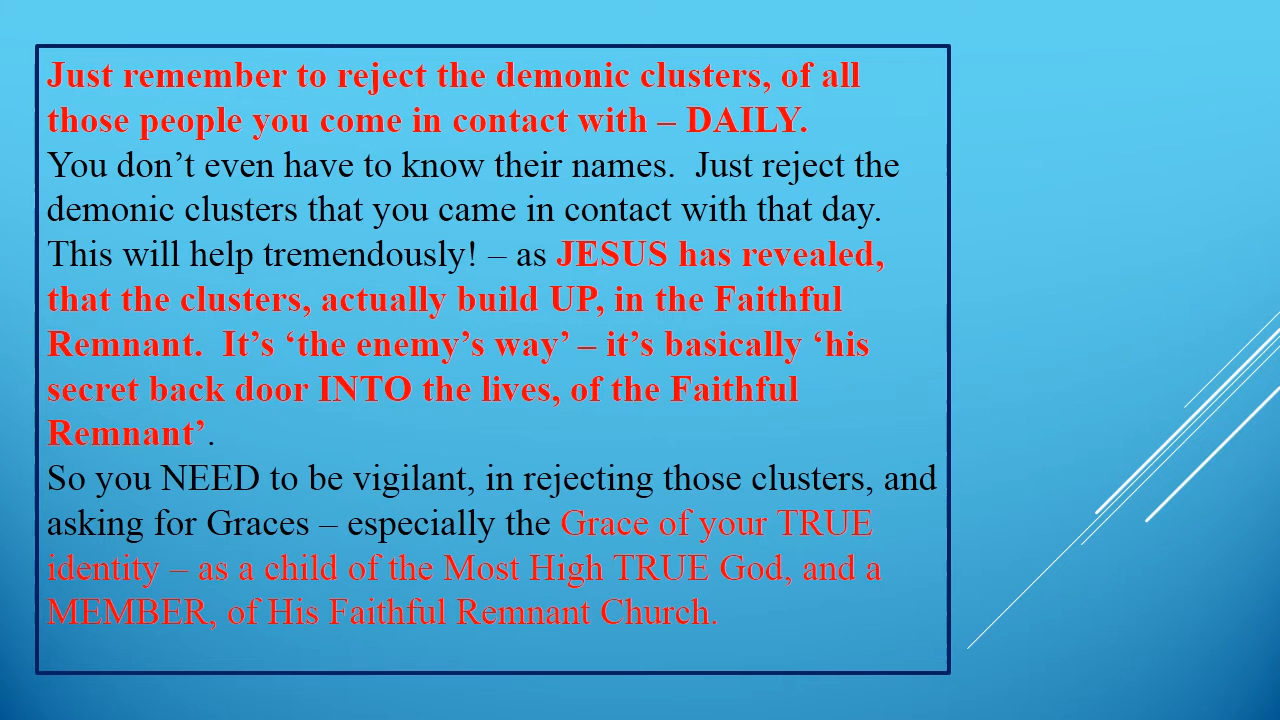 Just remember to reject the demonic clusters, of all
those people you come in contact with – DAILY.
You don’t even have to know their names.  Just reject the
demonic clusters that you came in contact with that day.
This will help tremendously! – as JESUS has revealed,
that the clusters, actually build UP, in the Faithful
Remnant.  It’s ‘the enemy’s way’ – it’s basically ‘his
secret back door INTO the lives, of the Faithful
Remnant’.
So you NEED to be vigilant, in rejecting those clusters, and
asking for Graces – especially the Grace of your TRUE
identity – as a child of the Most High TRUE God, and a
MEMBER, of His Faithful Remnant Church.